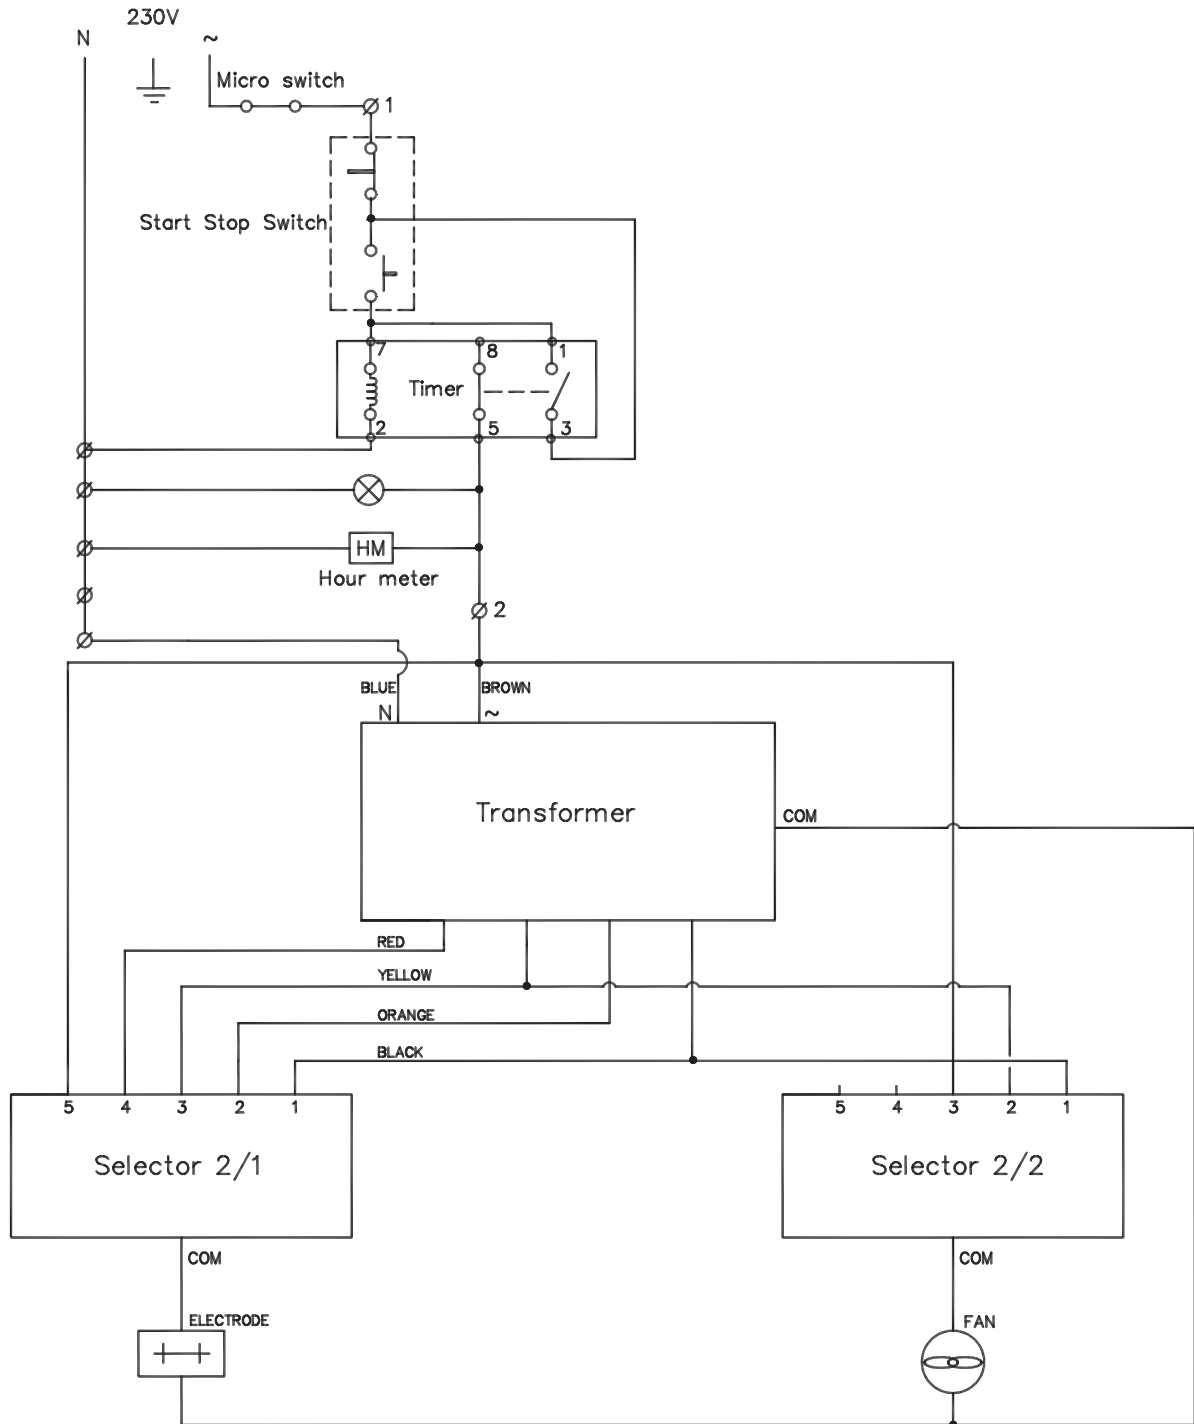 230V
N ~
Micro switch
1
Start Stop Switch
7 8 1
Timer
2 5 3
HM
Hour meter
2
BLUE BROWN
N ~
Transformer
COM
RED
YELLOW
ORANGE
BLACK
5 4 3 2 1
5 4 3 2 1
Selector 2/1
Selector 2/2
COM
COM
ELECTRODE
FAN